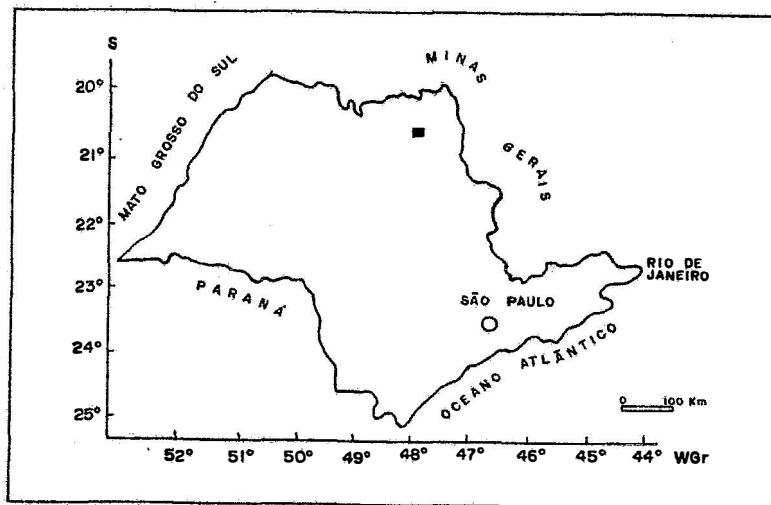 S
MINAS
GERAIS
MATO GROSSO DO SUL
20°
21°
22°
23°
24°
25°
PARANÁ
RIO DE
JANEIRO
SÃO PAULO
OCEANO ATLÂNTICO
0 100 Km
52° 51° 50° 49° 48° 47° 46° 45° 44° WGr